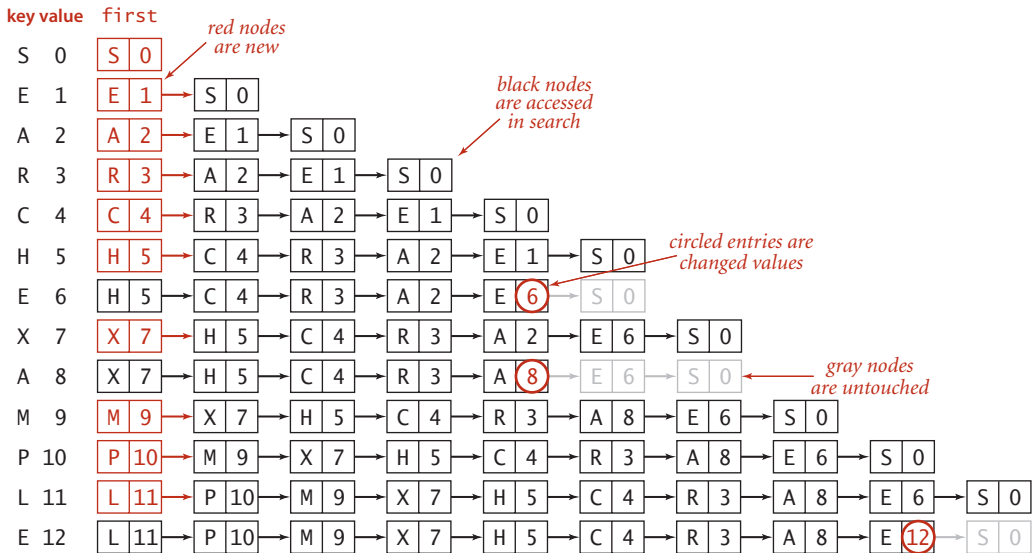 key value first
red nodes
are new
S 0 S 0
E 1 E 1 S 0
black nodes
are accessed
in search
A 2 A 2 E 1 S 0
R 3 R 3 A 2 E 1 S 0
C 4 C 4 R 3 A 2 E 1 S 0
circled entries are
changed values
H 5 H 5 C 4 R 3 A 2 E 1 S 0
E 6 H 5 C 4 R 3 A 2 E 6 S 0
X 7 X 7 H 5 C 4 R 3 A 2 E 6 S 0
gray nodes
are untouched
A 8 X 7 H 5 C 4 R 3 A 8 E 6 S 0
M 9 M 9 X 7 H 5 C 4 R 3 A 8 E 6 S 0
P 10 P 10 M 9 X 7 H 5 C 4 R 3 A 8 E 6 S 0
L 11 L 11 P 10 M 9 X 7 H 5 C 4 R 3 A 8 E 6 S 0
E 12 L 11 P 10 M 9 X 7 H 5 C 4 R 3 A 8 E 12 S 0